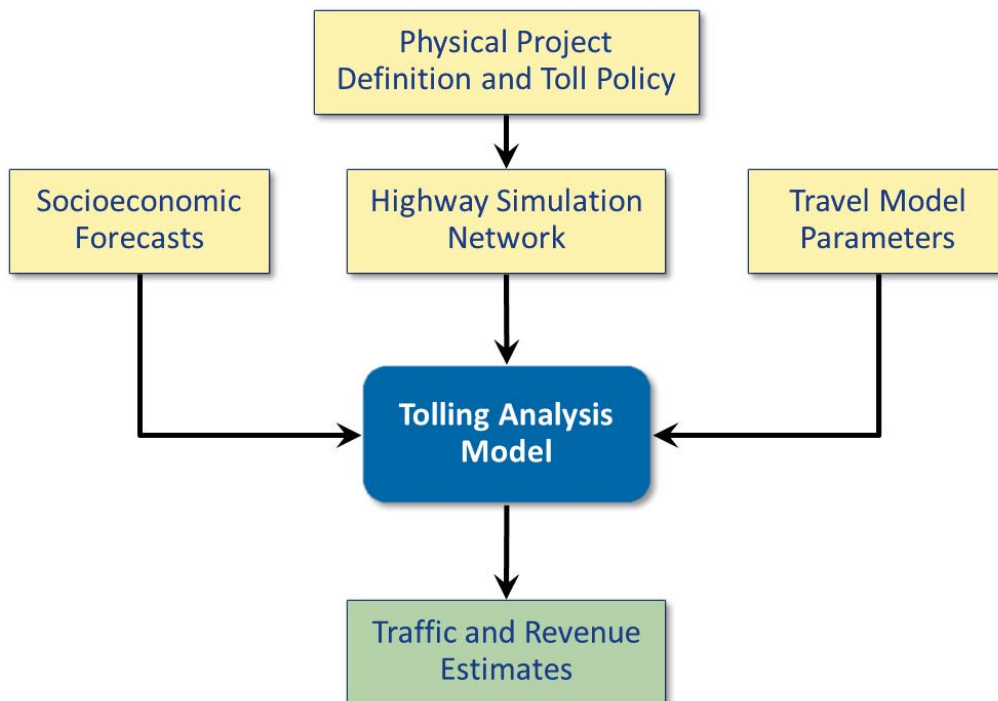 Physical Project
Definition and Toll Policy
Socioeconomic
Forecasts
Highway Simulation
Network
Travel Model
Parameters
Tolling Analysis
Model
Traffic and Revenue
Estimates